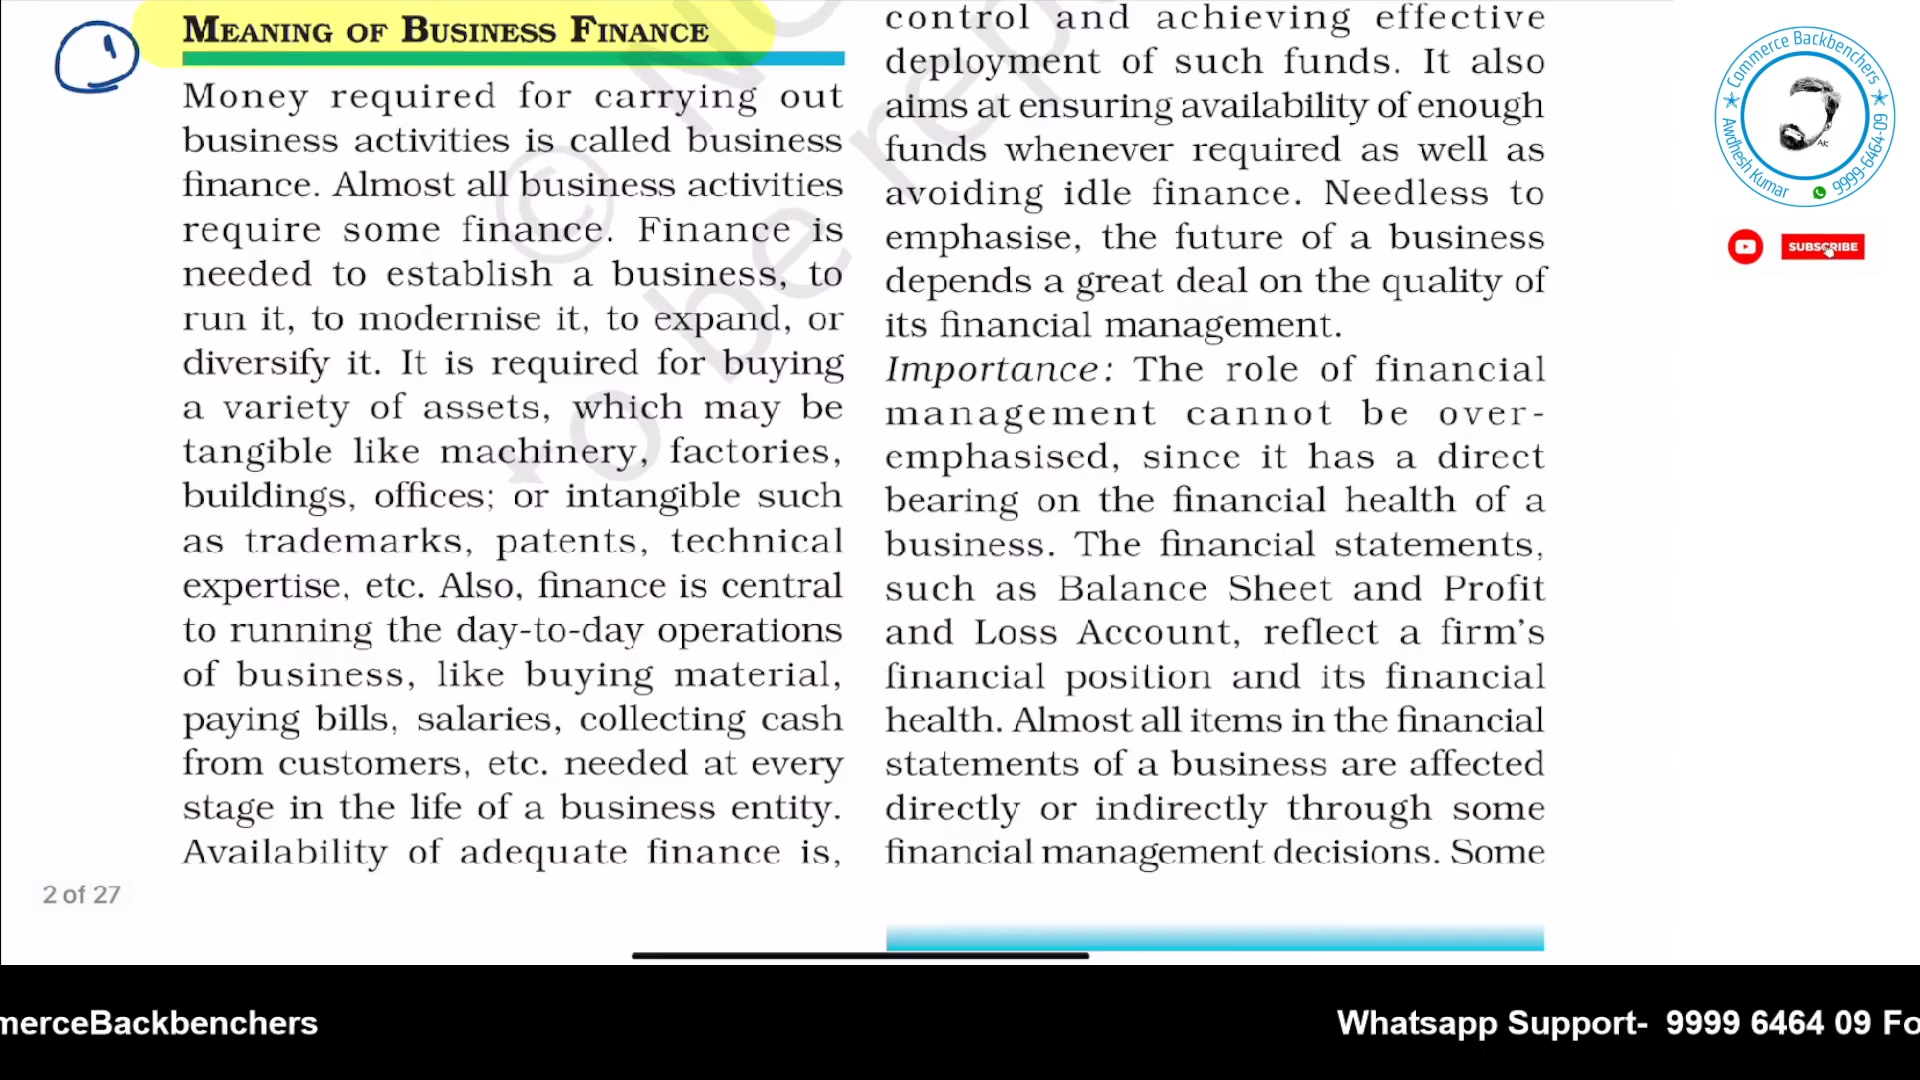 MEANING OF BUSINESS FINANCE
Money required for carrying out
business activities is called business
finance. Almost all business activities
require some finance. Finance is
needed to establish a business, to
run it, to modernise it, to expand, or
diversify it. It is required for buying
a variety of assets, which may be
tangible like machinery, factories,
buildings, offices; or intangible such
as trademarks, patents, technical
expertise, etc. Also, finance is central
to running the day-to-day operations
of business, like buying material,
paying bills, salaries, collecting cash
from customers, etc. needed at every
stage in the life of a business entity.
Availability of adequate finance is,
control and achieving effective
deployment of such funds. It also
aims at ensuring availability of enough
funds whenever required as well as
avoiding idle finance. Needless to
emphasise, the future of a business
depends a great deal on the quality of
its financial management.
Importance: The role of financial
management cannot be over-
emphasised, since it has a direct
bearing on the financial health of a
business. The financial statements,
such as Balance Sheet and Profit
and Loss Account, reflect a firm's
financial position and its financial
health. Almost all items in the financial
statements of a business are affected
directly or indirectly through some
financial management decisions. Some
2 of 27
Commerce Backbenchers
Awdhesh Kumar
9999-6464-09
AK
SUBSCRIBE
merceBackbenchers
Whatsapp Support- 9999 6464 09 Fo